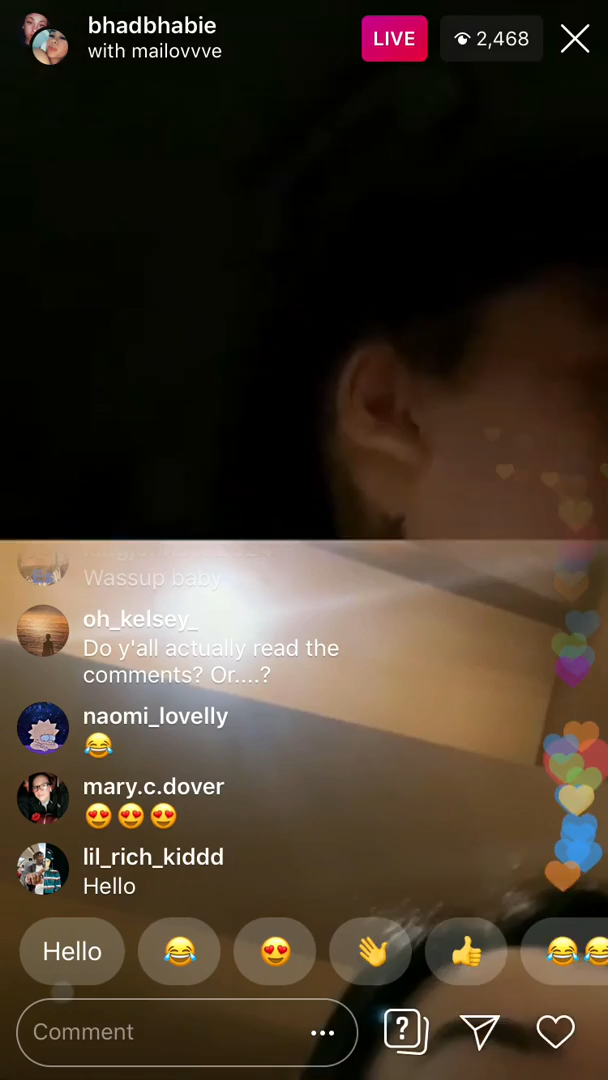 bhadbhabie
with mailovvve
LIVE
2,468
Wassup baby
oh_kelsey_
Do y'all actually read the
comments? Or....?
naomi_lovelly
😂
mary.c.dover
😍😍😍
lil_rich_kiddd
Hello
Hello 😂 😍 👋 👍 😂😂
Comment